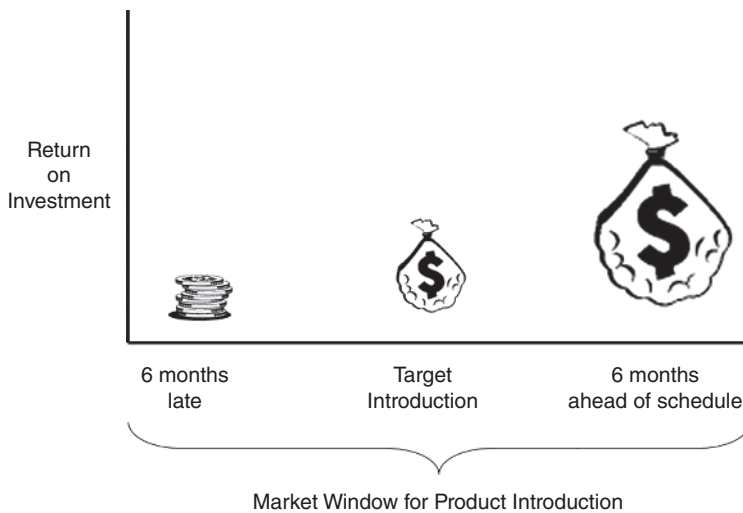 Return
on
Investment
$
$
6 months
late
Target
Introduction
6 months
ahead of schedule
Market Window for Product Introduction